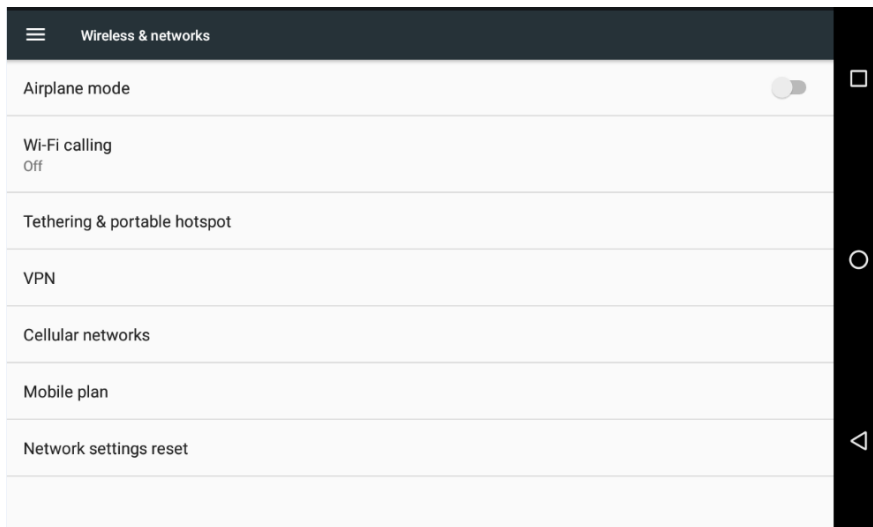 Wireless & networks
Airplane mode
Wi-Fi calling
Off
Tethering & portable hotspot
VPN
Cellular networks
Mobile plan
Network settings reset